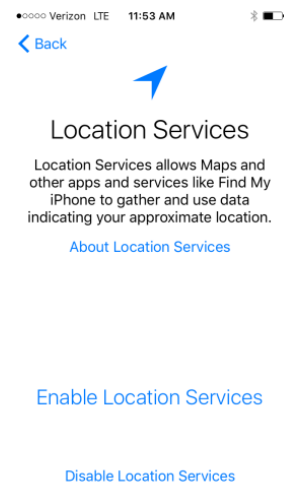 Verizon LTE 11:53 AM
Back
Location Services
Location Services allows Maps and
other apps and services like Find My
iPhone to gather and use data
indicating your approximate location.
About Location Services
Enable Location Services
Disable Location Services